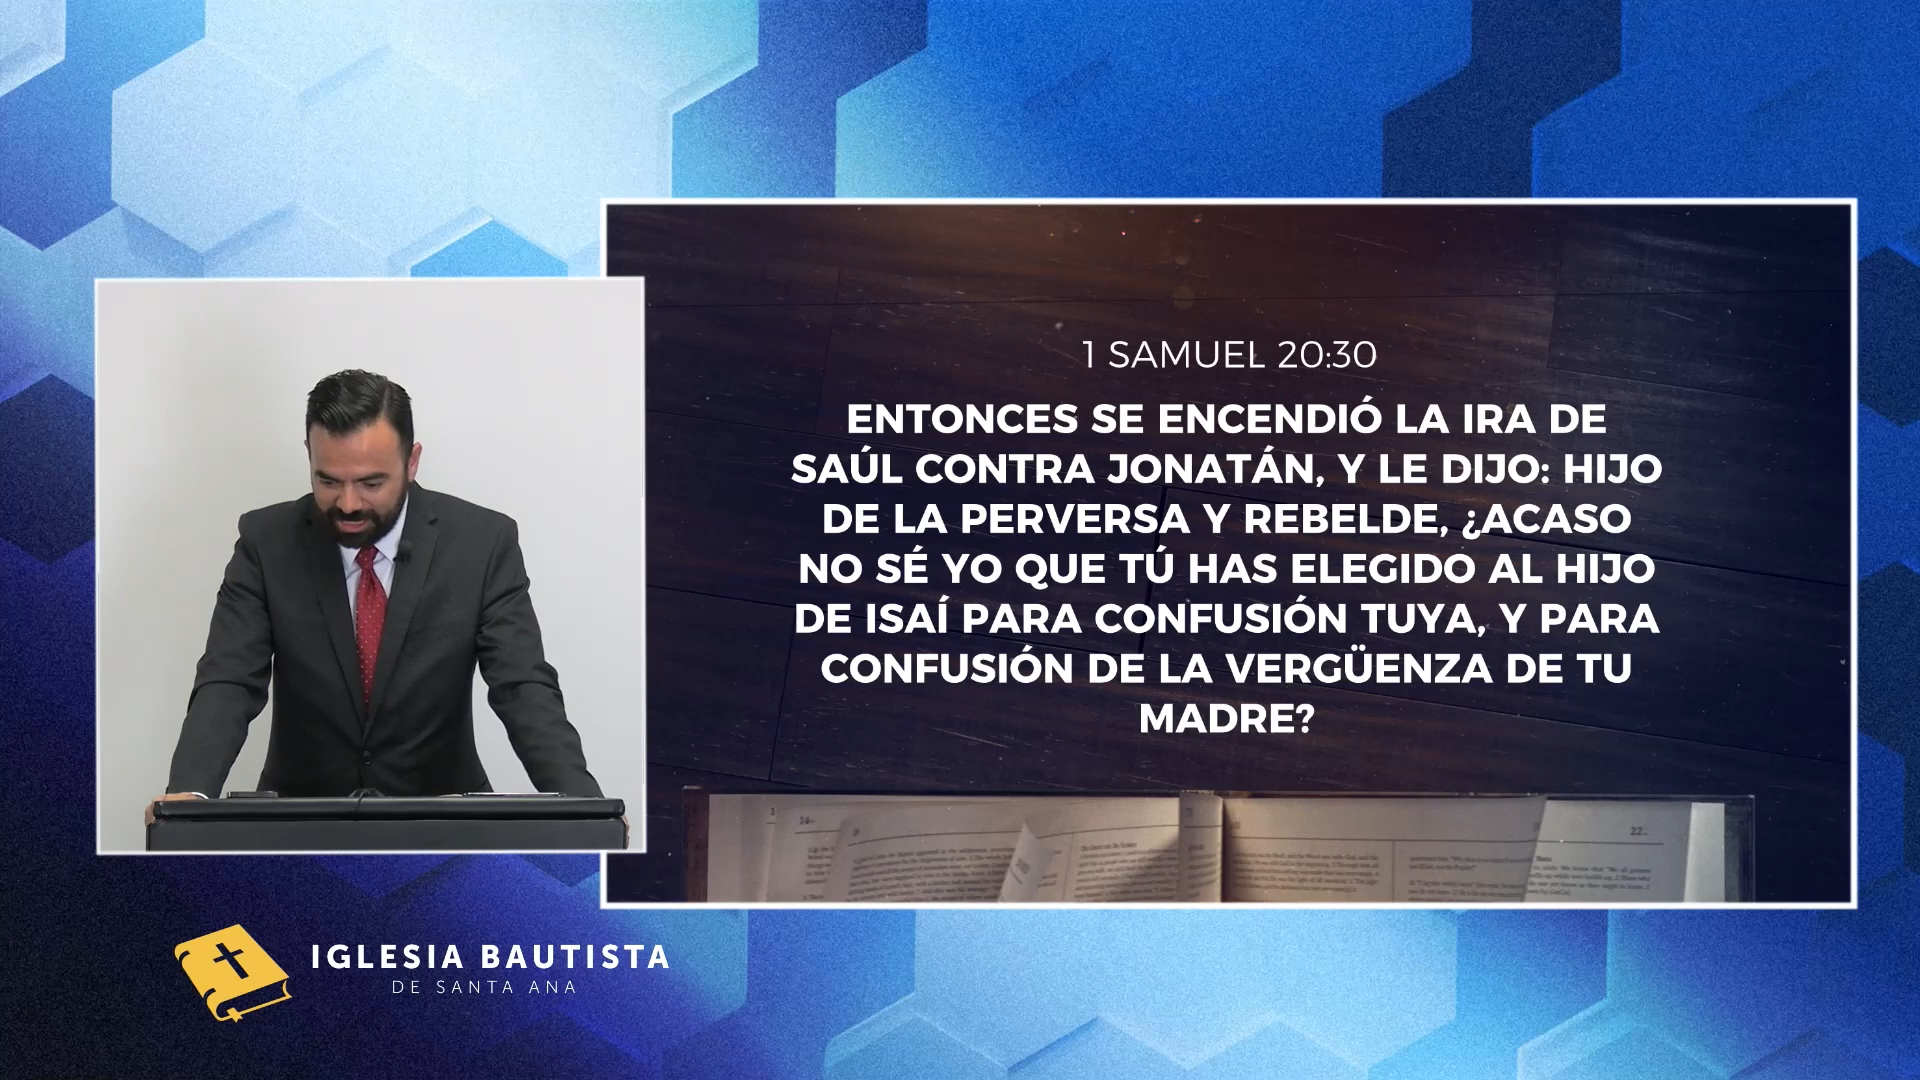 1 SAMUEL 20:30
ENTONCES SE ENCENDIÓ LA IRA DE
SAÚL CONTRA JONATÁN, Y LE DIJO: HIJO
DE LA PERVERSA Y REBELDE, ¿ACASO
NO SÉ YO QUE TÚ HAS ELEGIDO AL HIJO
DE ISAÍ PARA CONFUSIÓN TUYA, Y PARA
CONFUSIÓN DE LA VERGÜENZA DE TU
MADRE?
IGLESIA BAUTISTA
DE SANTA ANA